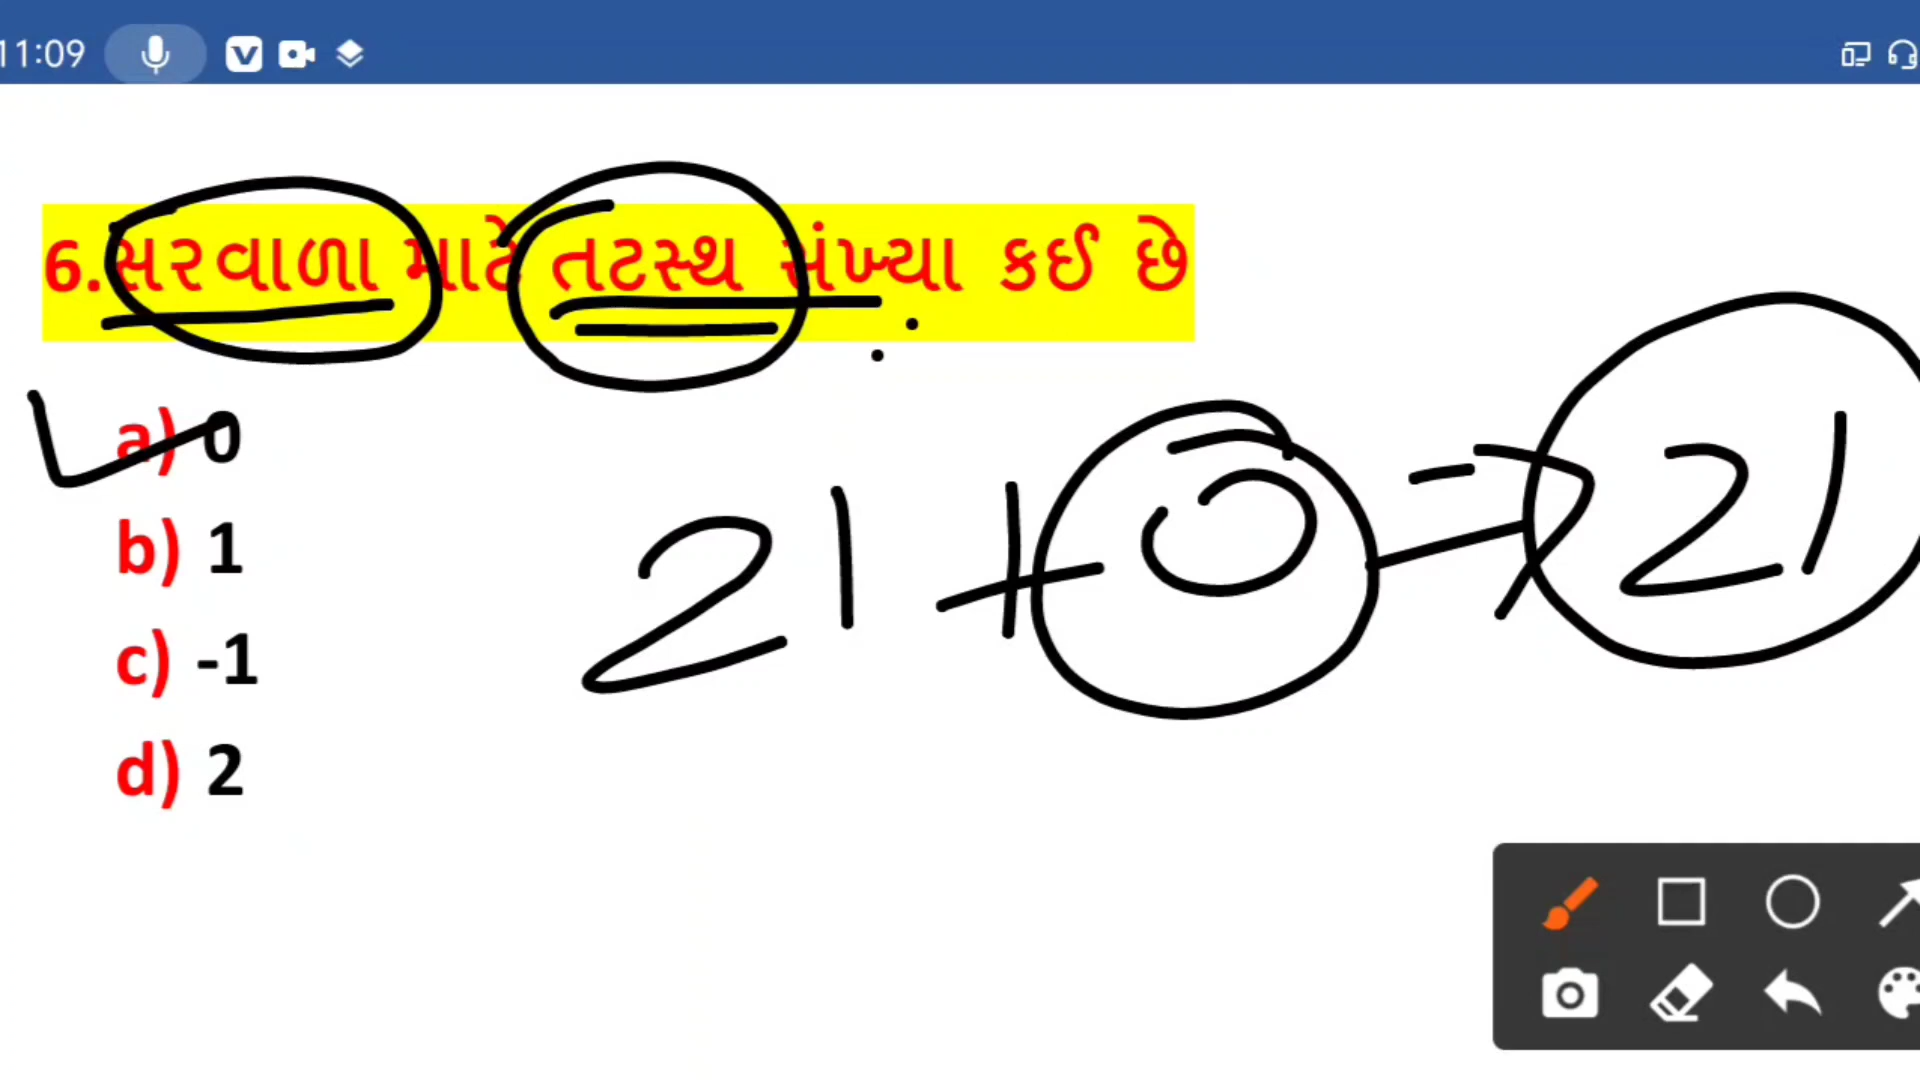 11:09
6.સરવાળા માટે તટસ્થ સંખ્યા કઈ છે
a) 0
b) 1
c) -1
d) 2
21 + 0 = 21